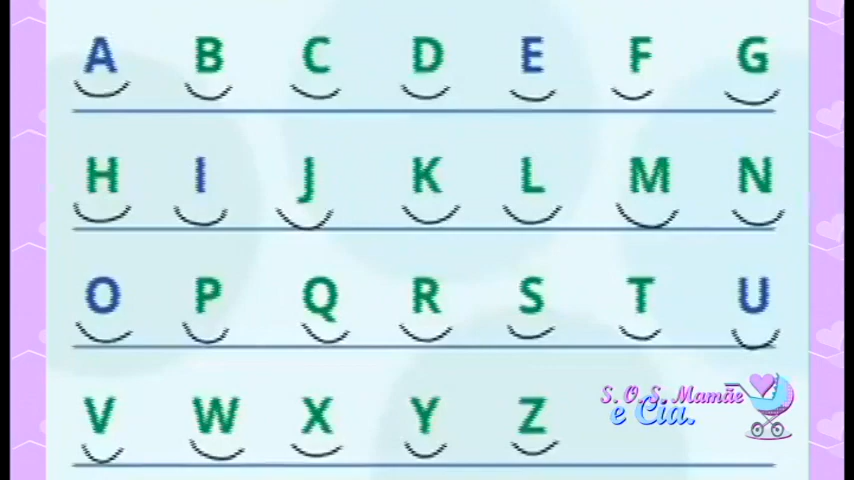 A B C D E F G
H I J K L M N
O P Q R S T U
V W X Y Z
S.O.S. Mamãe
e Cia.